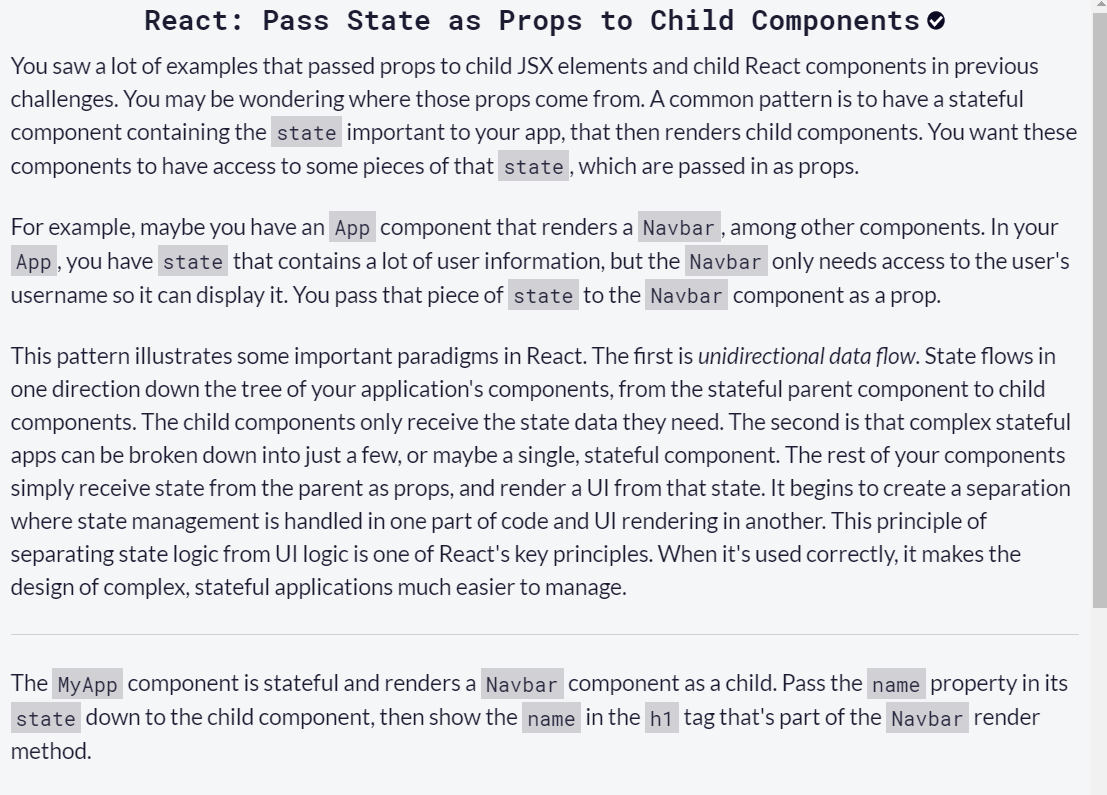 React: Pass State as Props to Child Components
You saw a lot of examples that passed props to child JSX elements and child React components in previous
challenges. You may be wondering where those props come from. A common pattern is to have a stateful
component containing the state important to your app, that then renders child components. You want these
components to have access to some pieces of that state, which are passed in as props.
For example, maybe you have an App component that renders a Navbar, among other components. In your
App, you have state that contains a lot of user information, but the Navbar only needs access to the user's
username so it can display it. You pass that piece of state to the Navbar component as a prop.
This pattern illustrates some important paradigms in React. The first is unidirectional data flow. State flows in
one direction down the tree of your application's components, from the stateful parent component to child
components. The child components only receive the state data they need. The second is that complex stateful
apps can be broken down into just a few, or maybe a single, stateful component. The rest of your components
simply receive state from the parent as props, and render a UI from that state. It begins to create a separation
where state management is handled in one part of code and UI rendering in another. This principle of
separating state logic from UI logic is one of React's key principles. When it's used correctly, it makes the
design of complex, stateful applications much easier to manage.
The MyApp component is stateful and renders a Navbar component as a child. Pass the name property in its
state down to the child component, then show the name in the h1 tag that's part of the Navbar render
method.